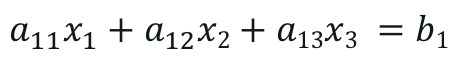 a₁₁x₁ + a₁₂x₂ + a₁₃x₃ = b₁